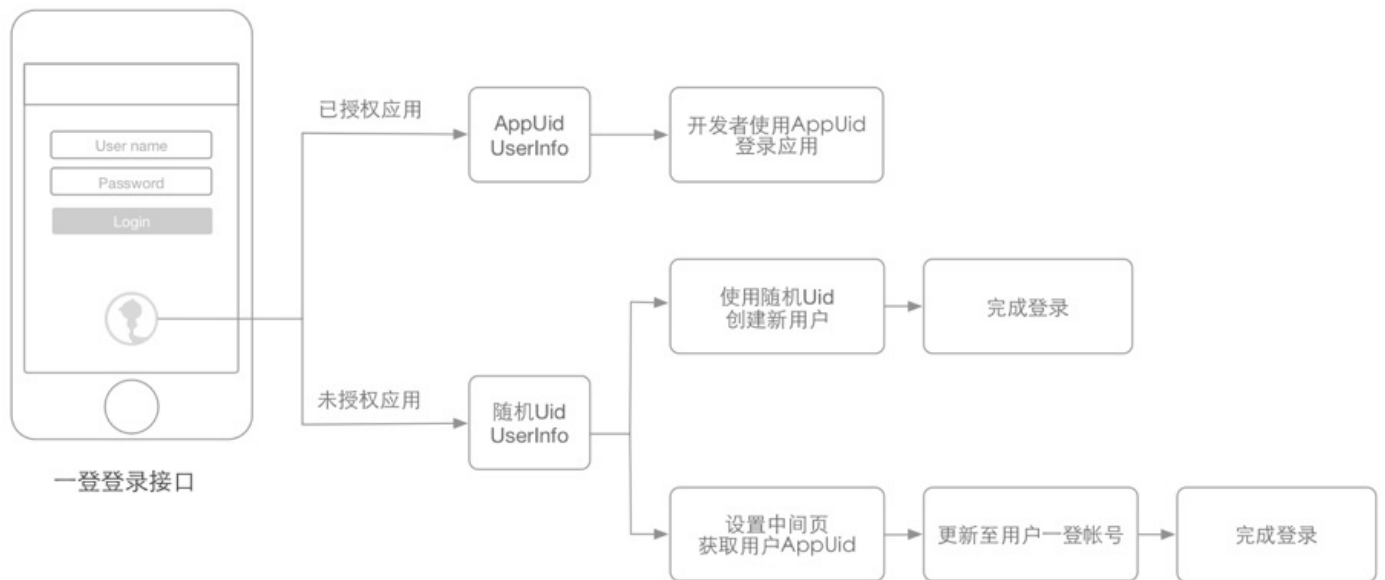 User name
Password
Login
一登登录接口
已授权应用
AppUid
UserInfo
开发者使用AppUid
登录应用
未授权应用
随机Uid
UserInfo
使用随机Uid
创建新用户
完成登录
设置中间页
获取用户AppUid
更新至用户一登帐号
完成登录